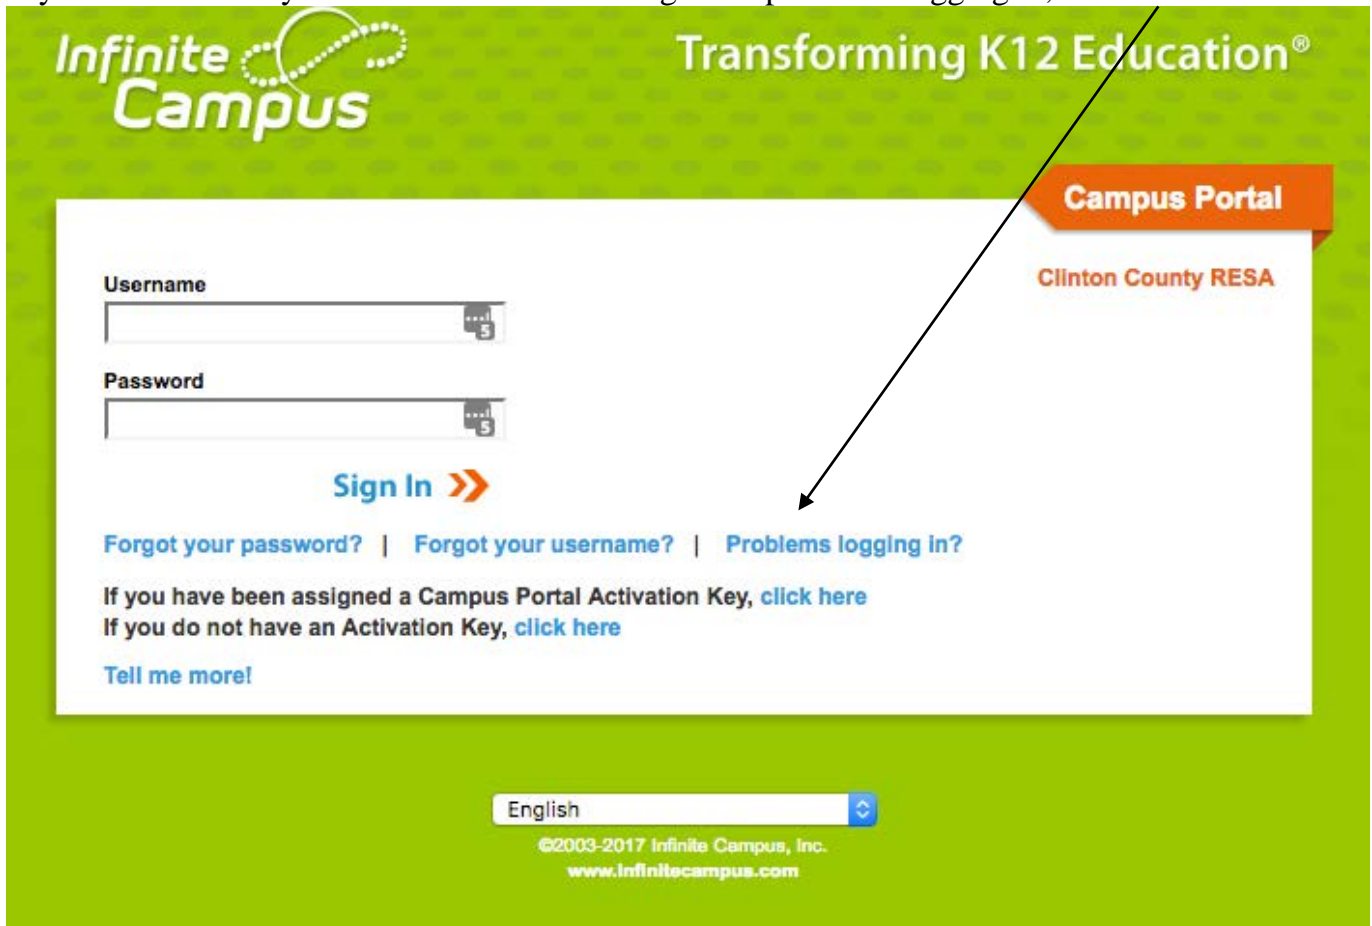 Infinite
Campus
Transforming K12 Education®
Campus Portal
Clinton County RESA
Username
5
Password
5
Sign In
Forgot your password? | Forgot your username? | Problems logging in?
If you have been assigned a Campus Portal Activation Key, click here
If you do not have an Activation Key, click here
Tell me more!
English
©2003-2017 Infinite Campus, Inc.
www.infinitecampus.com